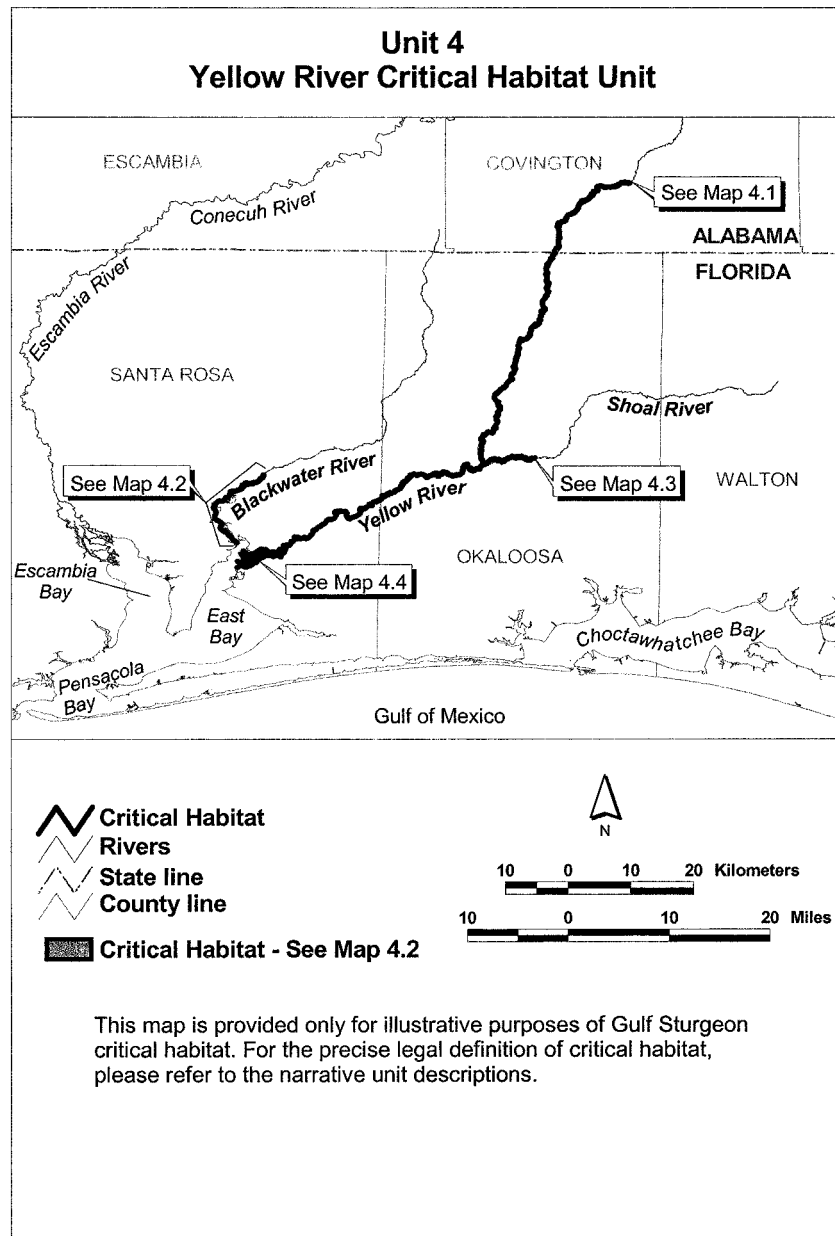 Unit 4
Yellow River Critical Habitat Unit
ESCAMBIA
COVINGTON
See Map 4.1
Conecuh River
ALABAMA
FLORIDA
Escambia River
SANTA ROSA
Shoal River
See Map 4.2
Blackwater River
See Map 4.3
WALTON
Yellow River
OKALOOSA
Escambia
Bay
See Map 4.4
East
Bay
Choctawhatchee Bay
Pensacola
Bay
Gulf of Mexico
Critical Habitat
Rivers
State line
County line
Critical Habitat - See Map 4.2
N
10 0 10 20 Kilometers
10 0 10 20 Miles
This map is provided only for illustrative purposes of Gulf Sturgeon
critical habitat. For the precise legal definition of critical habitat,
please refer to the narrative unit descriptions.